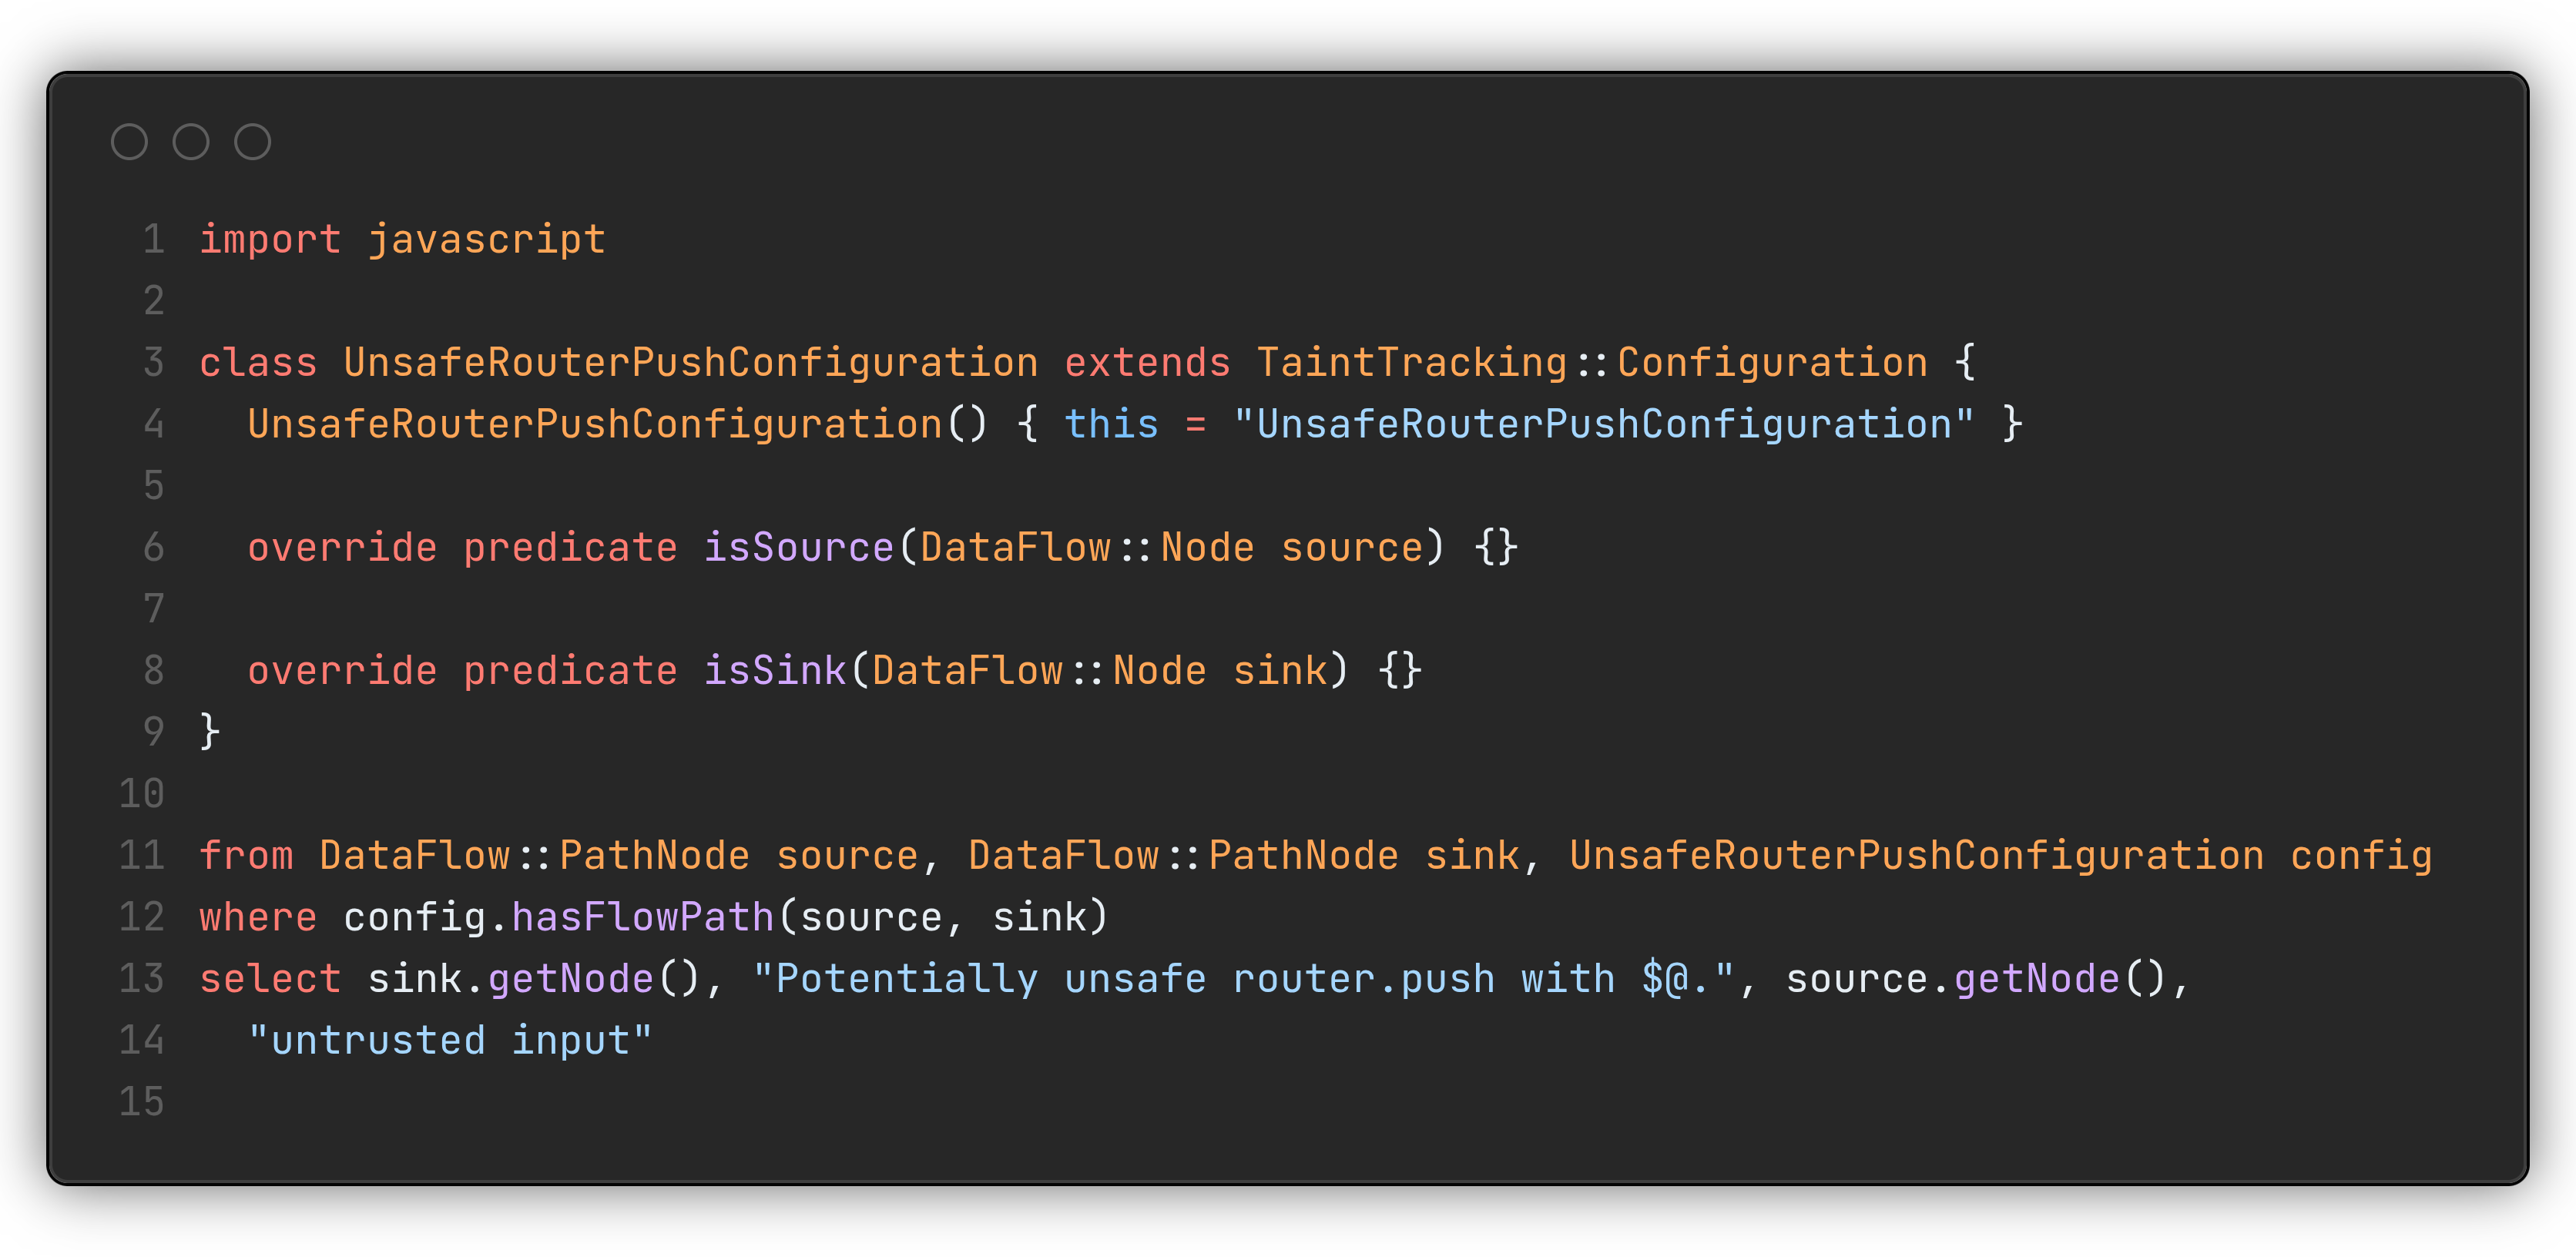 1 import javascript
2
3 class UnsafeRouterPushConfiguration extends TaintTracking::Configuration {
4   UnsafeRouterPushConfiguration() { this = "UnsafeRouterPushConfiguration" }
5
6   override predicate isSource(DataFlow::Node source) {}
7
8   override predicate isSink(DataFlow::Node sink) {}
9 }
10
11 from DataFlow::PathNode source, DataFlow::PathNode sink, UnsafeRouterPushConfiguration config
12 where config.hasFlowPath(source, sink)
13 select sink.getNode(), "Potentially unsafe router.push with $@.", source.getNode(),
14   "untrusted input"
15